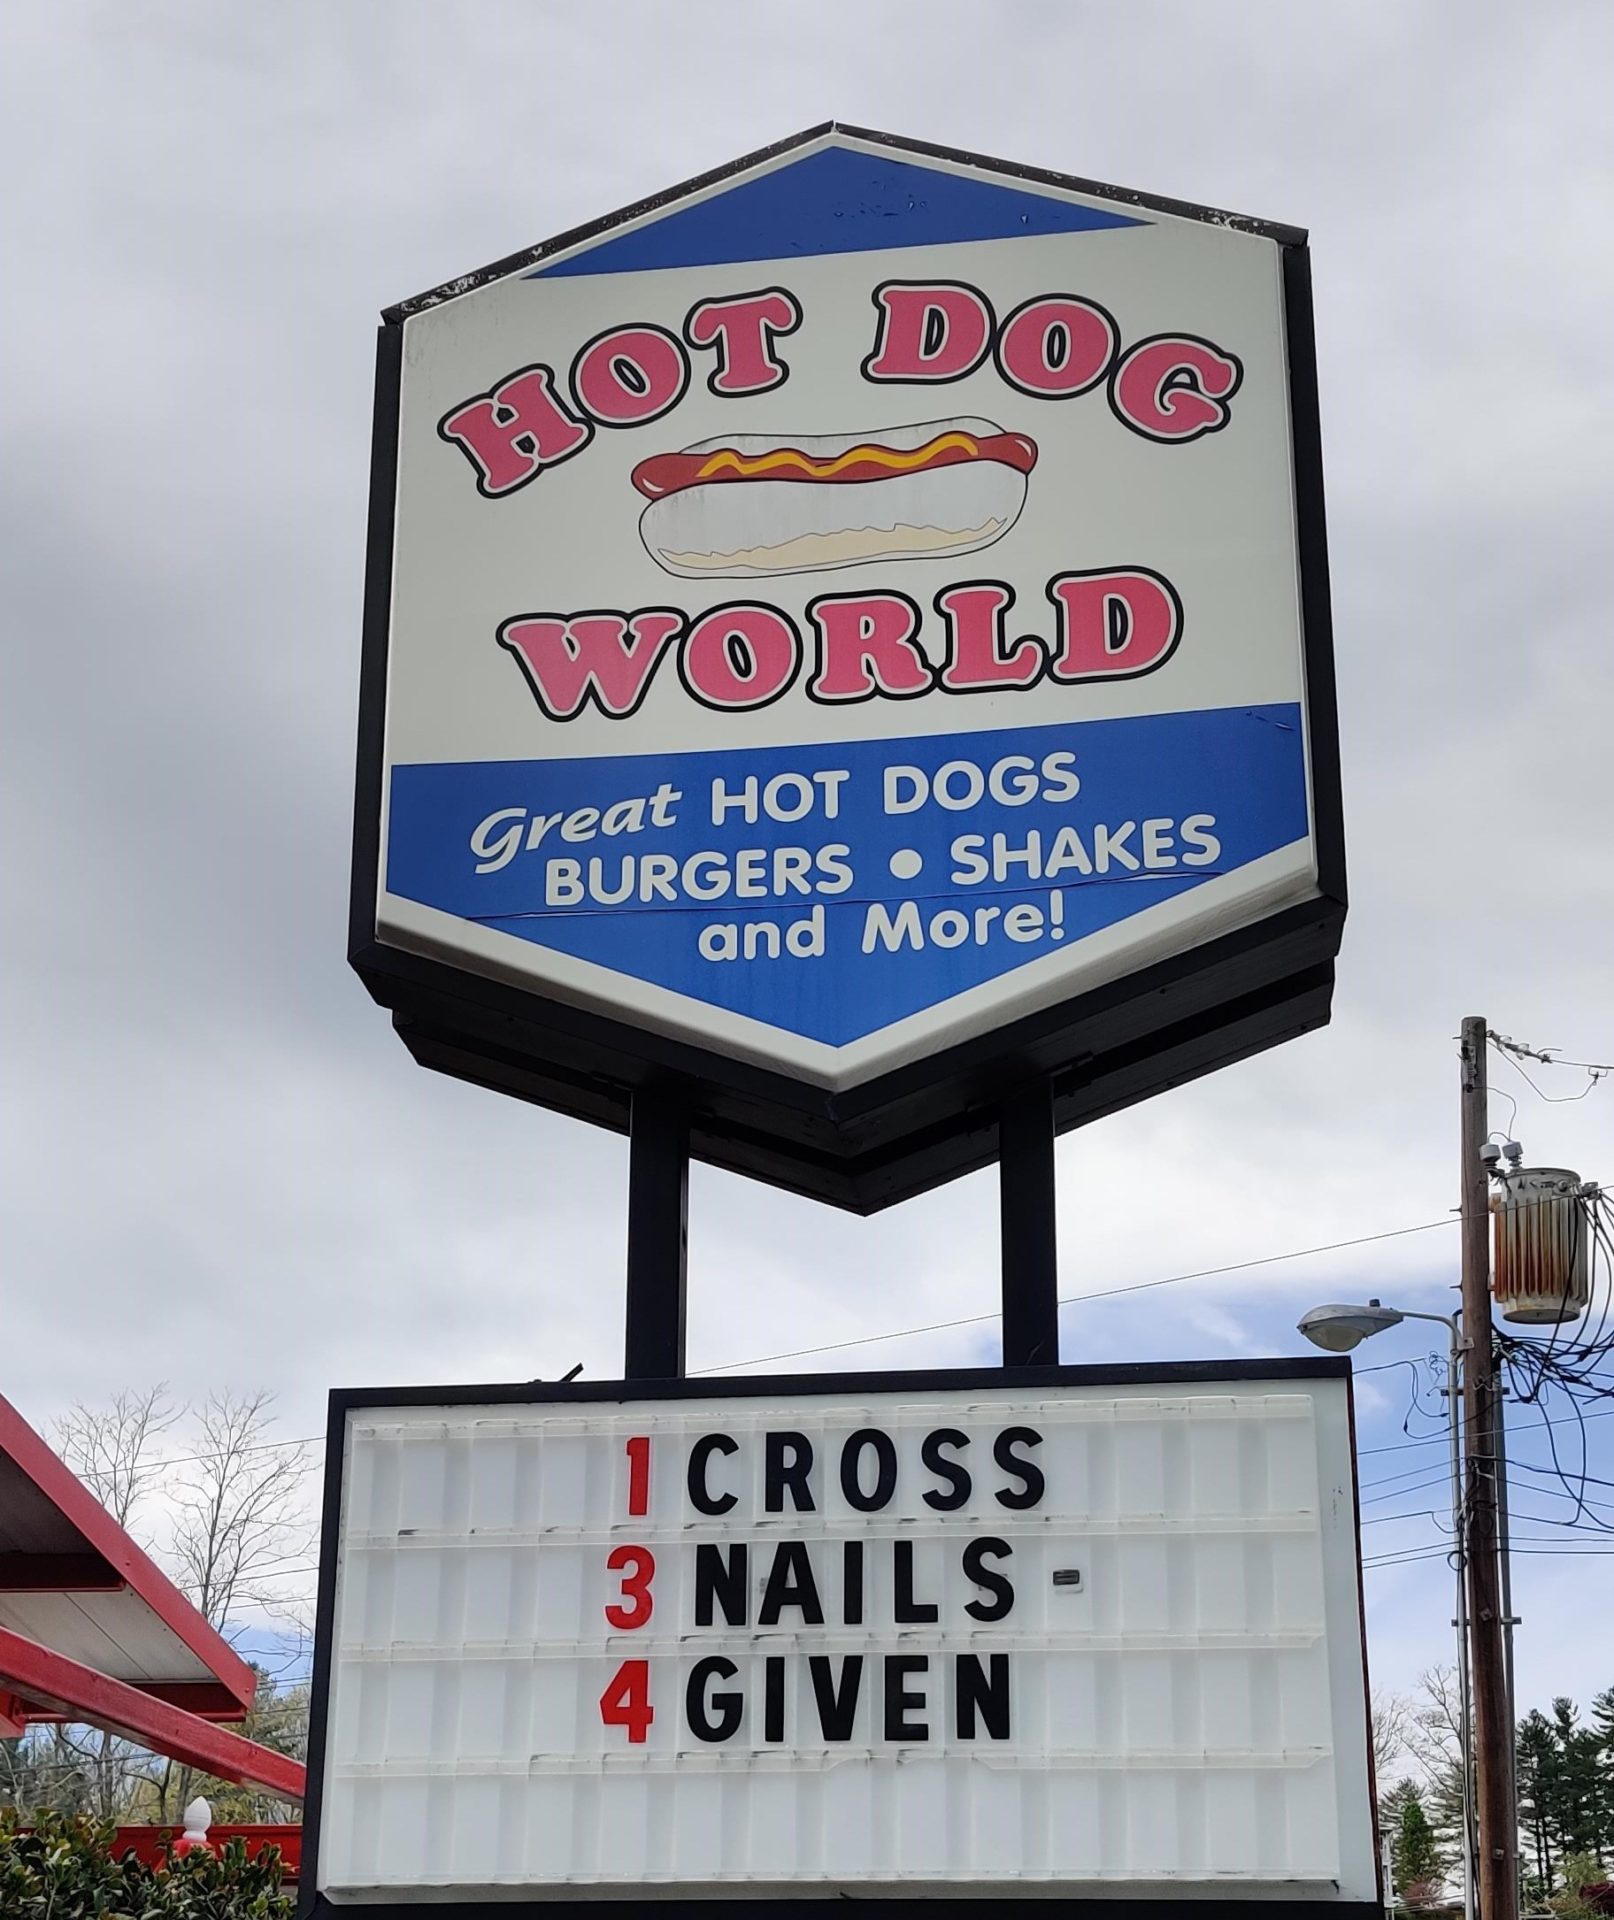 HOT DOG
WORLD
Great HOT DOGS
BURGERS • SHAKES
and More!
1 CROSS
3 NAILS
4 GIVEN